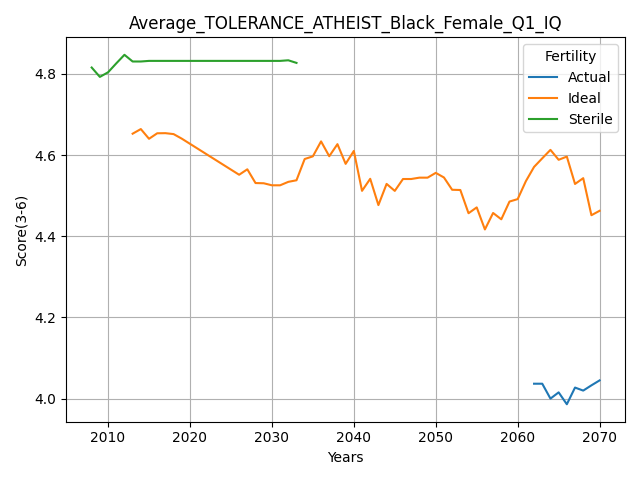 Average_TOLERANCE_ATHEIST_Black_Female_Q1_IQ
Fertility
Actual
Ideal
Sterile
Score(3-6)
4.8
4.6
4.4
4.2
4.0
2010 2020 2030 2040 2050 2060 2070
Years